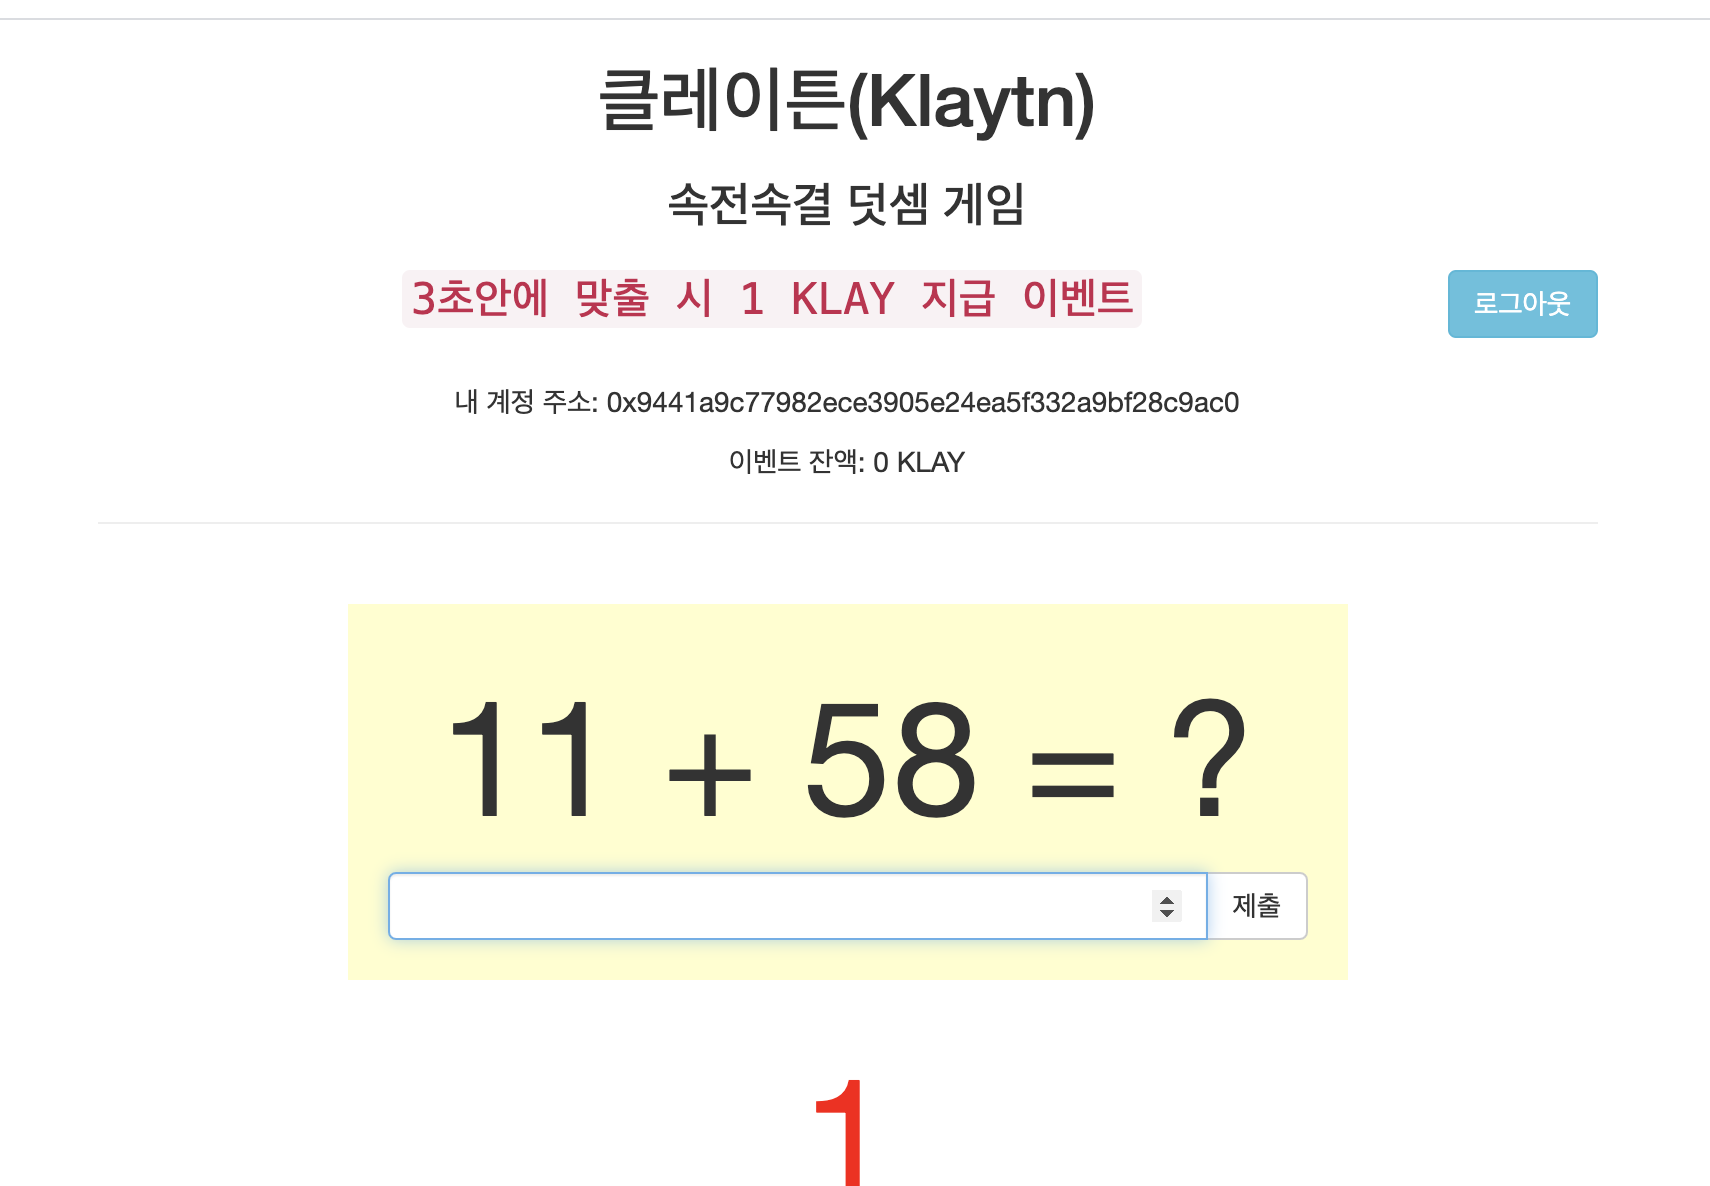 클레이튼(Klaytn)
속전속결 덧셈 게임
3초안에 맞출 시 1 KLAY 지급 이벤트
로그아웃
내 계정 주소: 0x9441a9c77982ece3905e24ea5f332a9bf28c9ac0
이벤트 잔액: 0 KLAY
11 + 58 = ?
제출
1